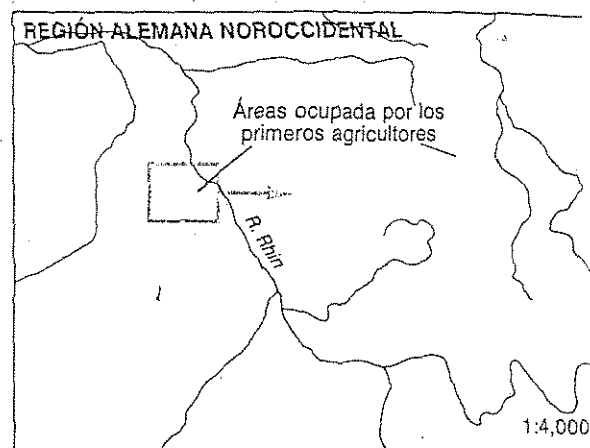 REGIÓN ALEMANA NOROCCIDENTAL
Áreas ocupada por los
primeros agricultores
R. Rhin
1:4,000